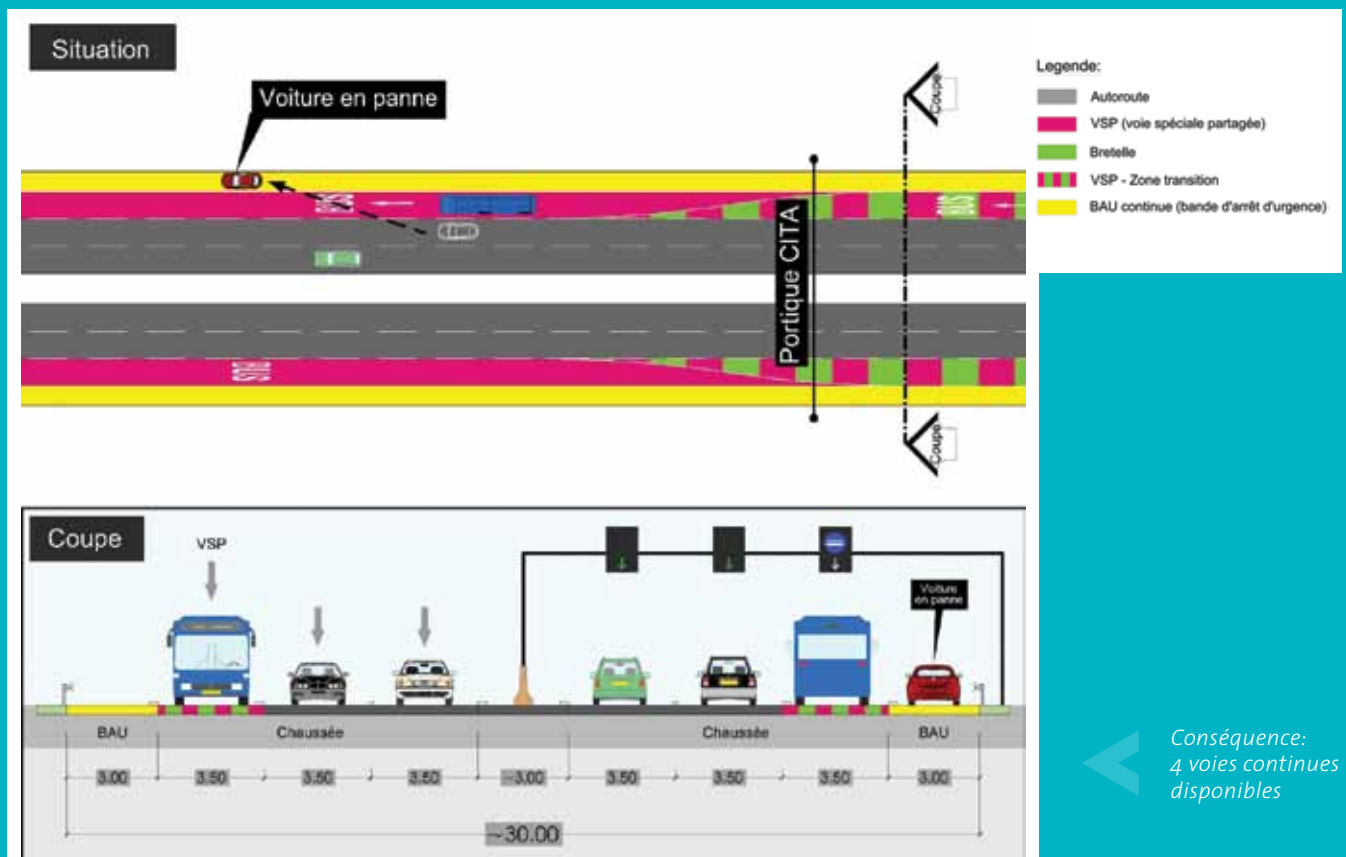 Situation
Voiture en panne
BUS
BUS
BUS
Portique CITA
Coupe
Coupe
Legende:
Autoroute
VSP (voie spéciale partagée)
Bretelle
VSP - Zone transition
BAU continue (bande d'arrêt d'urgence)
Coupe
VSP
Voiture
en panne
BAU
Chaussée
Chaussée
BAU
3.00
3.50
3.50
3.50
~3.00
3.50
3.50
3.50
3.00
~30.00
Conséquence:
4 voies continues
disponibles